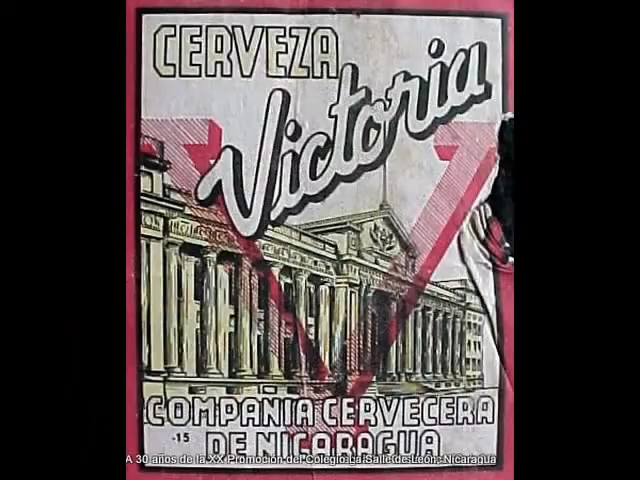 CERVEZA
Victoria
COMPAÑIA CERVECERA
-15
DE NICARAGUA
A 30 años de la XX Promoción del Colegio La Salle de León, Nicaragua